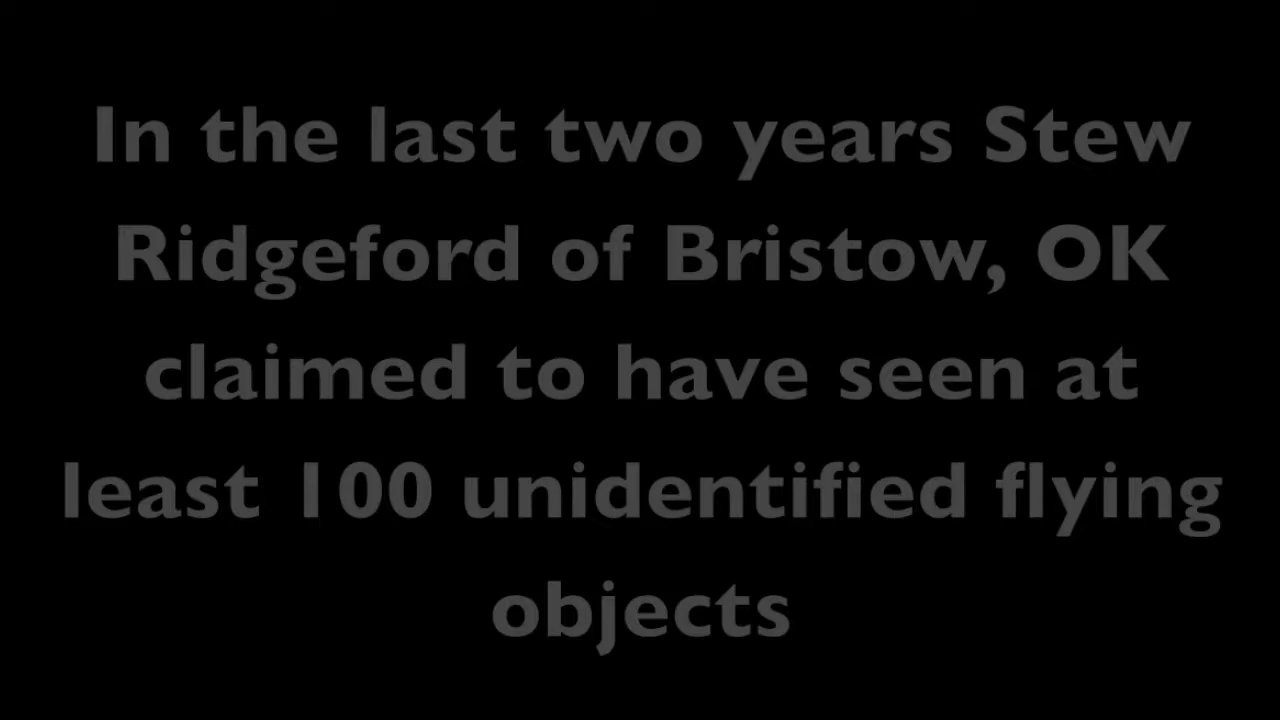 In the last two years Stew
Ridgeford of Bristow, OK
claimed to have seen at
least 100 unidentified flying
objects